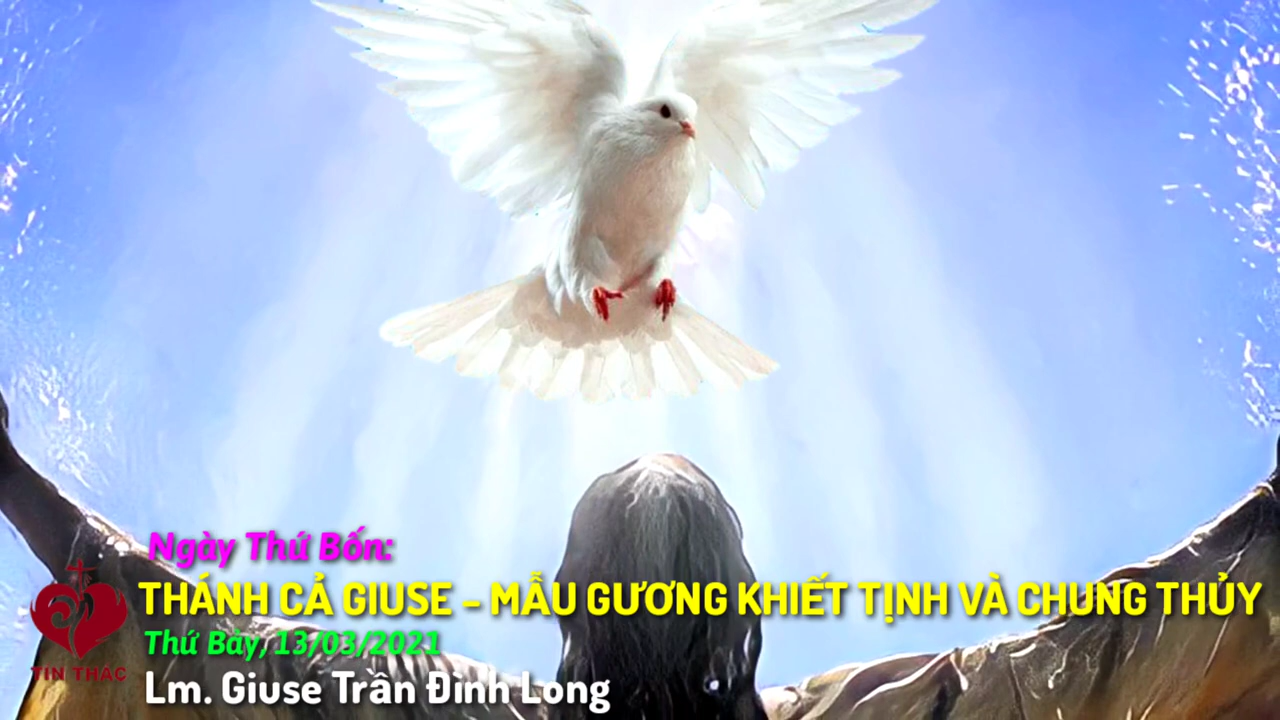 Ngày Thứ Bốn:
THÁNH CẢ GIUSE - MẪU GƯƠNG KHIẾT TỊNH VÀ CHUNG THỦY
Thứ Bảy, 13/03/2021
TIN THAC
Lm. Giuse Trần Đình Long